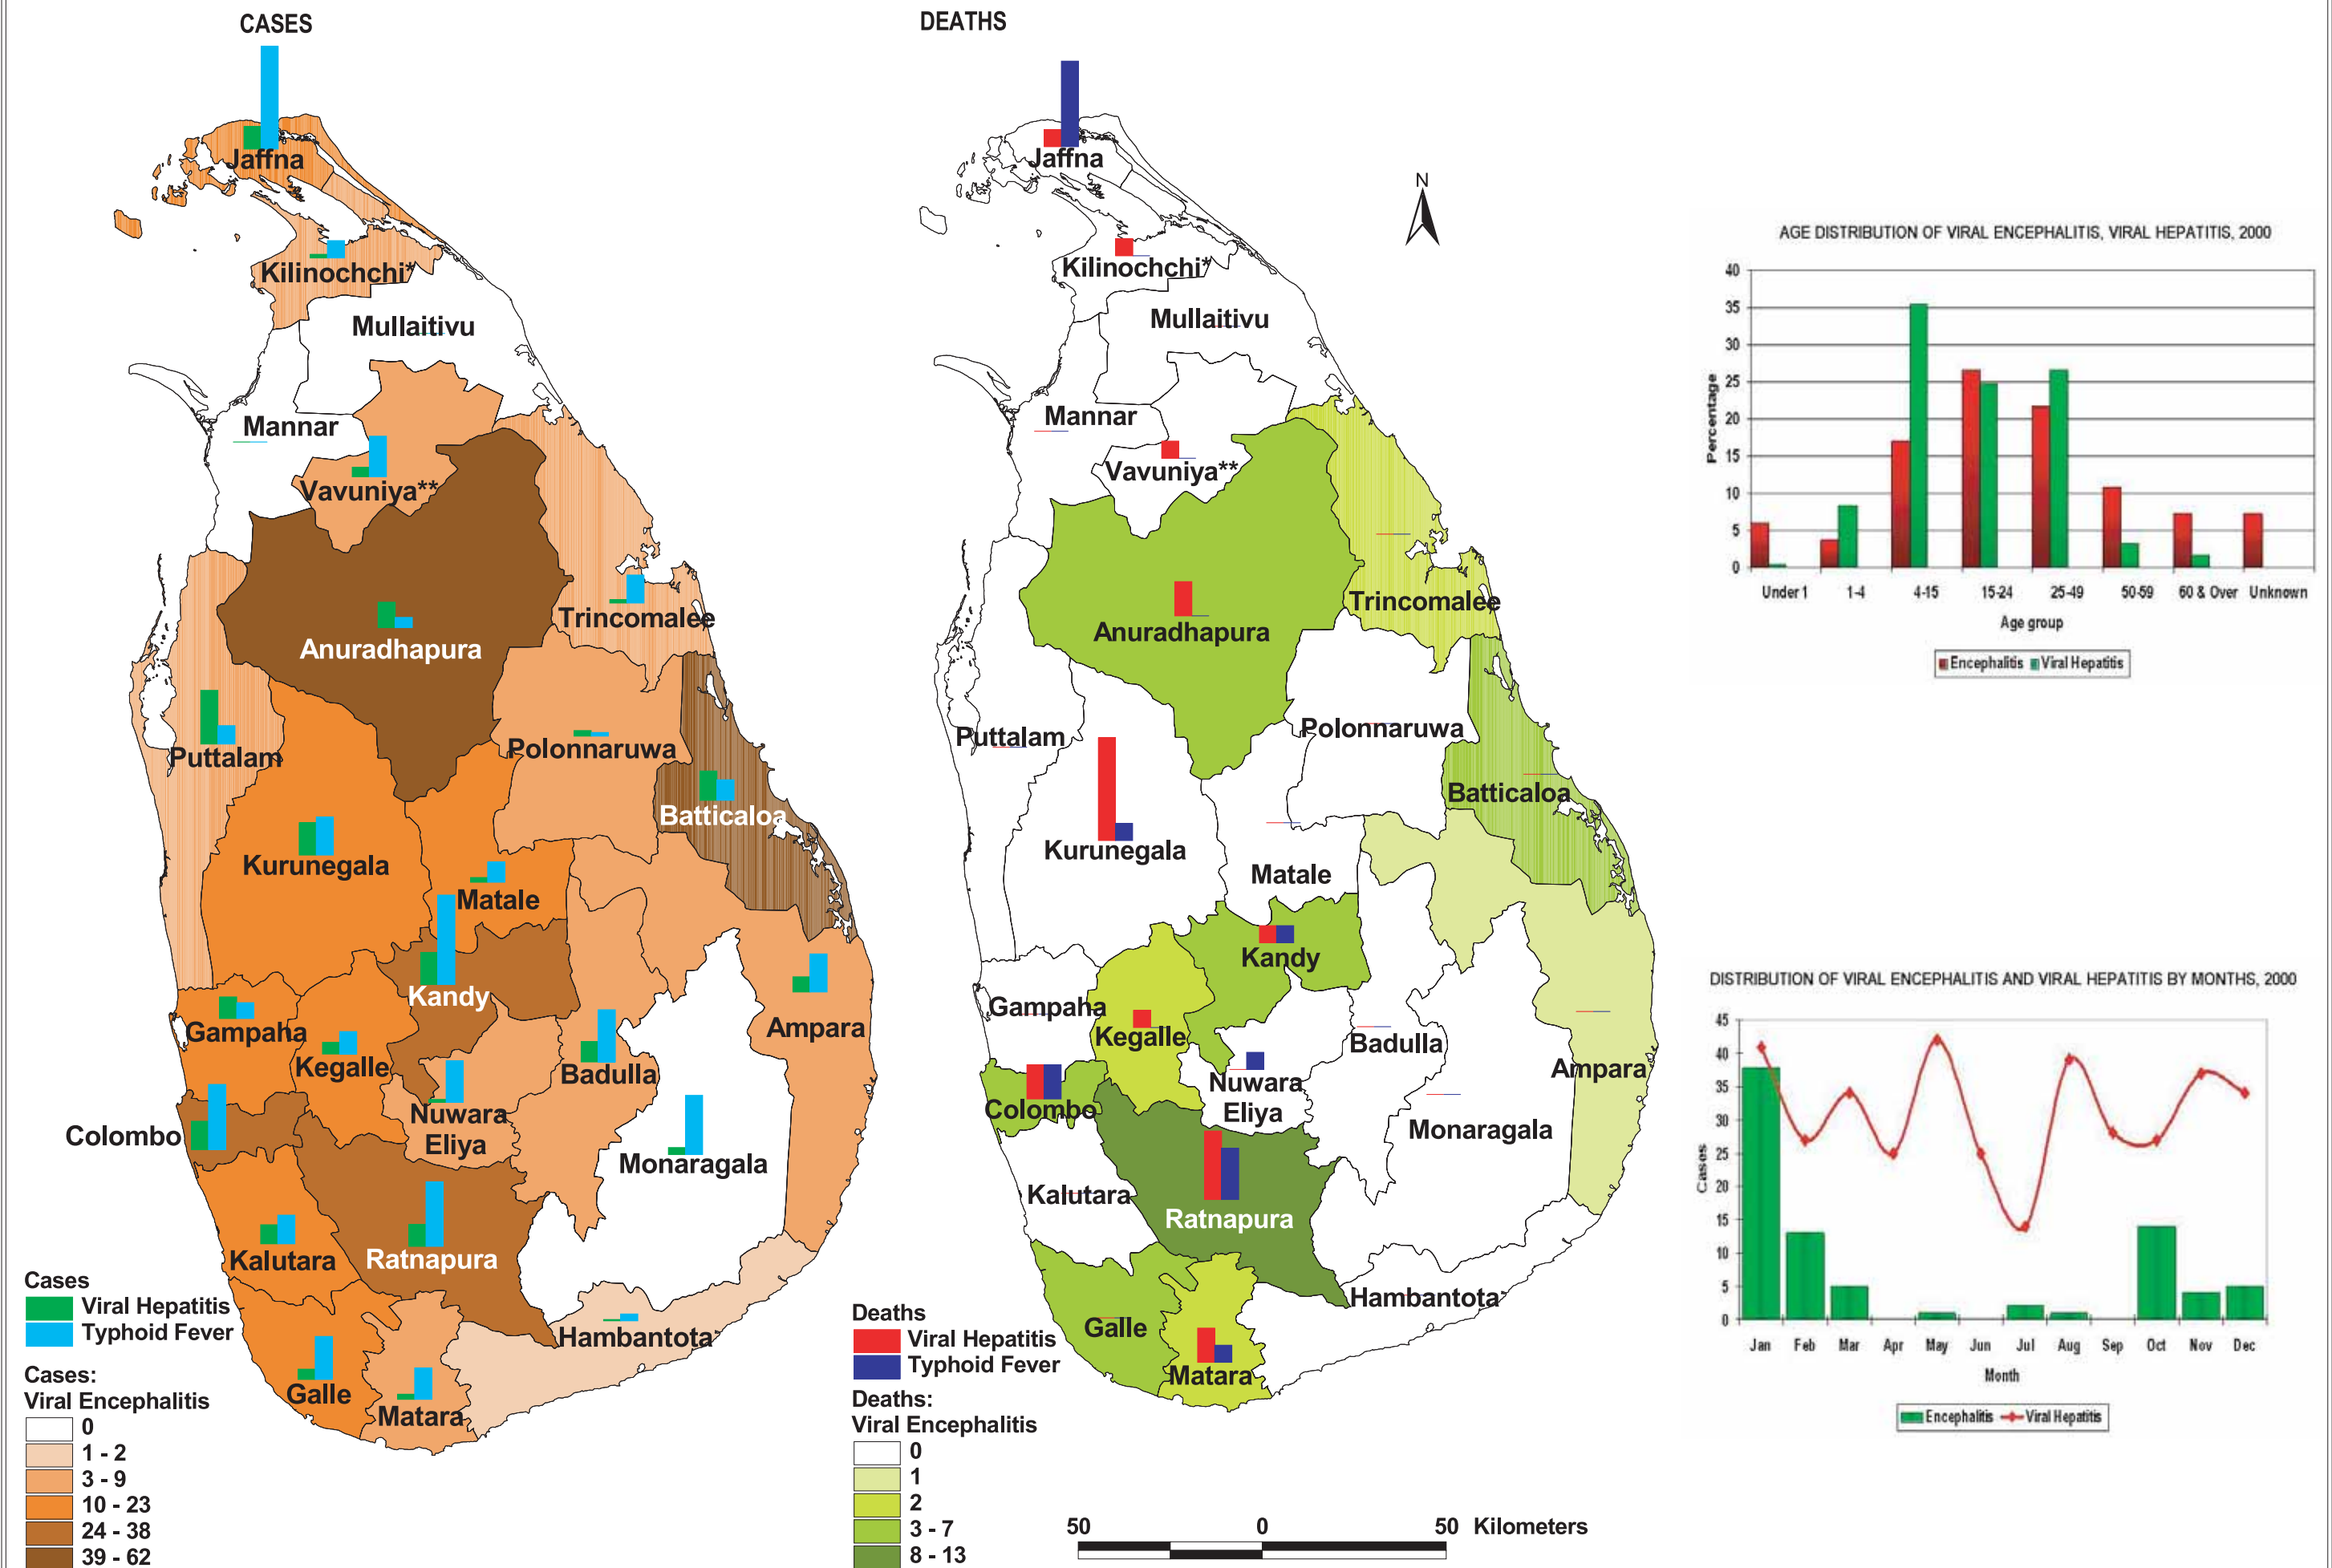 CASES
Jaffna
Kilinochchi*
Mullaitivu
Mannar
Vavuniya**
Trincomalee
Anuradhapura
Puttalam
Polonnaruwa
Batticaloa
Kurunegala
Matale
Kandy
Gampaha
Kegalle
Ampara
Badulla
Nuwara
Eliya
Colombo
Monaragala
Kalutara
Ratnapura
Hambantota
Galle
Matara
Cases
Viral Hepatitis
Typhoid Fever
Cases:
Viral Encephalitis
0
1 - 2
3 - 9
10 - 23
24 - 38
39 - 62
DEATHS
Jaffna
Kilinochchi*
Mullaitivu
Mannar
Vavuniya**
Trincomalee
Anuradhapura
Puttalam
Polonnaruwa
Batticaloa
Kurunegala
Matale
Kandy
Gampaha
Kegalle
Badulla
Ampara
Nuwara
Eliya
Colombo
Monaragala
Kalutara
Ratnapura
Hambantota
Galle
Matara
Deaths
Viral Hepatitis
Typhoid Fever
Deaths:
Viral Encephalitis
0
1
2
3 - 7
8 - 13
N
50 0 50 Kilometers
AGE DISTRIBUTION OF VIRAL ENCEPHALITIS, VIRAL HEPATITIS, 2000
Percentage
40
35
30
25
20
15
10
5
0
Under 1 1-4 4-15 15-24 25-49 50-59 60 & Over Unknown
Age group
Encephalitis Viral Hepatitis
DISTRIBUTION OF VIRAL ENCEPHALITIS AND VIRAL HEPATITIS BY MONTHS, 2000
Cases
45
40
35
30
25
20
15
10
5
0
Jan Feb Mar Apr May Jun Jul Aug Sep Oct Nov Dec
Month
Encephalitis Viral Hepatitis